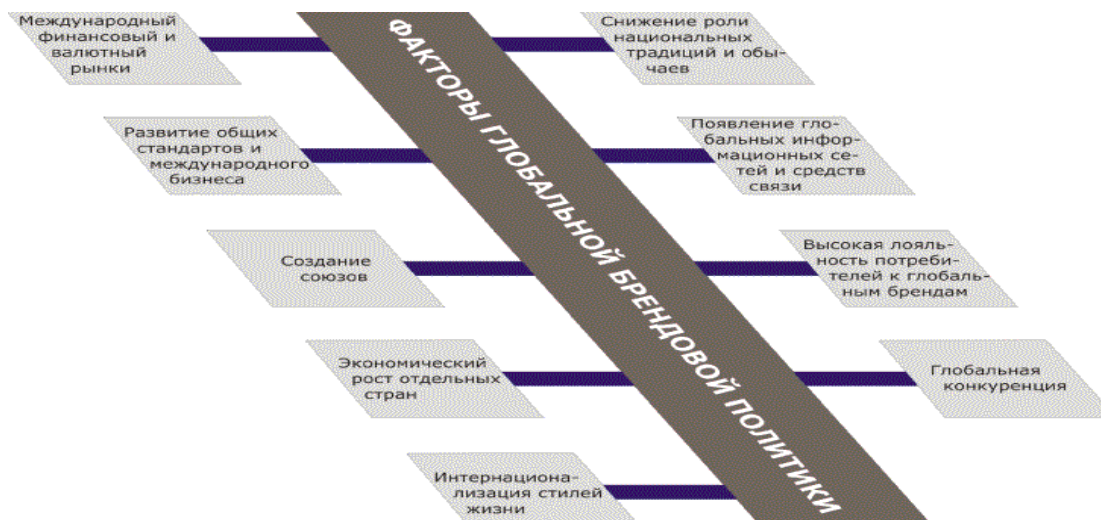 Международный
финансовый и
валютный
рынки
Снижение роли
национальных
традиций и обы-
чаев
ФАКТОРЫ ГЛОБАЛЬНОЙ БРЕНДОВОЙ ПОЛИТИКИ
Развитие общих
стандартов и
международного
бизнеса
Появление гло-
бальных инфор-
мационных се-
тей и средств
связи
Создание
союзов
Высокая лояль-
ность потреби-
телей к глобаль-
ным брендам
Экономический
рост отдельных
стран
Глобальная
конкуренция
Интернациона-
лизация стилей
жизни